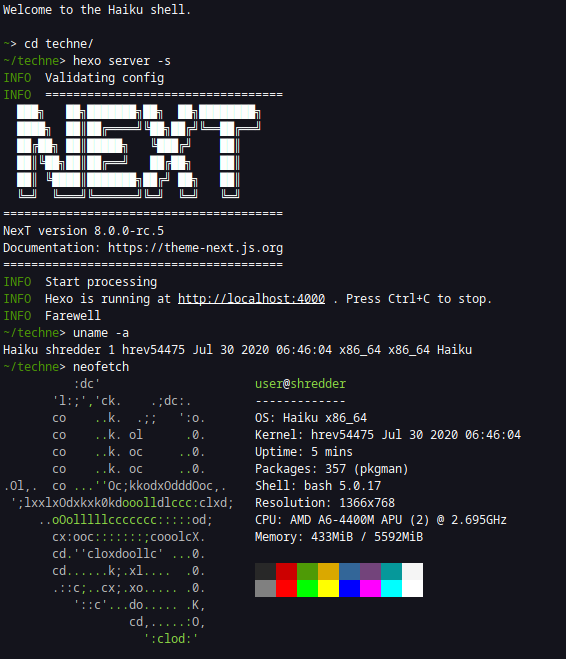 Welcome to the Haiku shell.
~> cd techne/
~/techne> hexo server -s
INFO  Validating config
INFO  ==================================
NEXT
========================================
NexT version 8.0.0-rc.5
Documentation: https://theme-next.js.org
========================================
INFO  Start processing
INFO  Hexo is running at http://localhost:4000 . Press Ctrl+C to stop.
INFO  Farewell
~/techne> uname -a
Haiku shredder 1 hrev54475 Jul 30 2020 06:46:04 x86_64 x86_64 Haiku
~/techne> neofetch
user@shredder
-------------
OS: Haiku x86_64
Kernel: hrev54475 Jul 30 2020 06:46:04
Uptime: 5 mins
Packages: 357 (pkgman)
Shell: bash 5.0.17
Resolution: 1366x768
CPU: AMD A6-4400M APU (2) @ 2.695GHz
Memory: 433MiB / 5592MiB